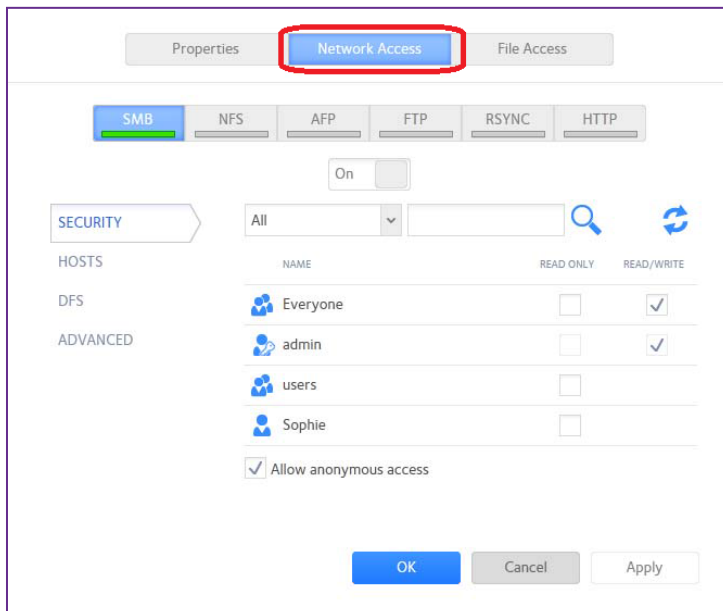 Properties Network Access File Access
SMB NFS AFP FTP RSYNC HTTP
On
SECURITY All
HOSTS NAME READ ONLY READ/WRITE
DFS Everyone
ADVANCED admin
users
Sophie
Allow anonymous access
OK Cancel Apply